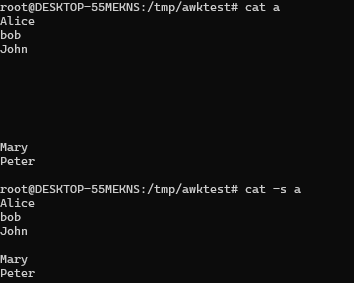 root@DESKTOP-55MEKNS:/tmp/awktest# cat a
Alice
bob
John
Mary
Peter
root@DESKTOP-55MEKNS:/tmp/awktest# cat -s a
Alice
bob
John
Mary
Peter